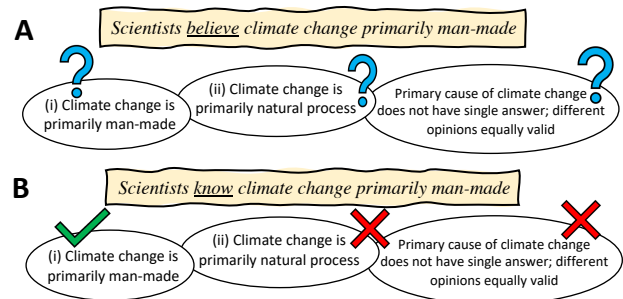 A
Scientists believe climate change primarily man-made
?
?
?
(i) Climate change is
primarily man-made
(ii) Climate change is
primarily natural process
Primary cause of climate change
does not have single answer; different
opinions equally valid
B
Scientists know climate change primarily man-made
(i) Climate change is
primarily man-made
(ii) Climate change is
primarily natural process
Primary cause of climate change
does not have single answer; different
opinions equally valid